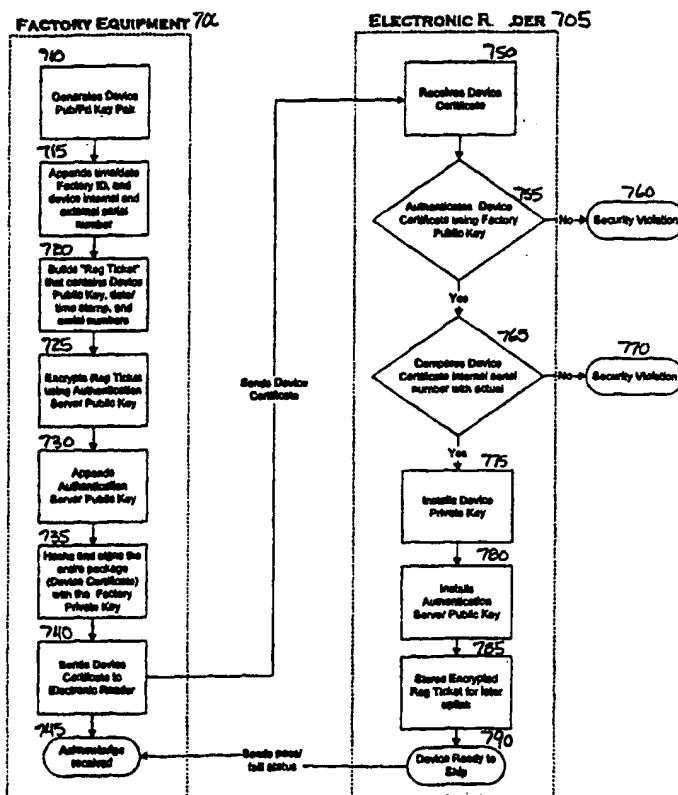 FACTORY EQUIPMENT 70
710
Generates Device
Pub/Pri Key Pair
715
Appends time/date
Factory ID, and
device internal and
external serial
number
720
Builds "Reg Ticket"
that contains Device
Public Key, date/
time stamp, and
serial numbers
725
Encrypts Reg Ticket
using Authentication
Server Public Key
730
Appends
Authentication
Server Public Key
735
Hashs and signs the
entire package
(Device Certificate)
with the Factory
Private Key
740
Sends Device
Certificate to
Electronic Reader
745
Acknowledge
received
Sends Device
Certificate
Sends pass/
fail status
ELECTRONIC R DER 705
750
Receives Device
Certificate
755
Authenticates Device
Certificate using Factory
Public Key
No
760
Security Violation
Yes
765
Compares Device
Certificate internal serial
number with actual
No
770
Security Violation
Yes
775
Installs Device
Private Key
780
Installs
Authentication
Server Public Key
785
Stores Encrypted
Reg Ticket for later
790
Device Ready to
Ship